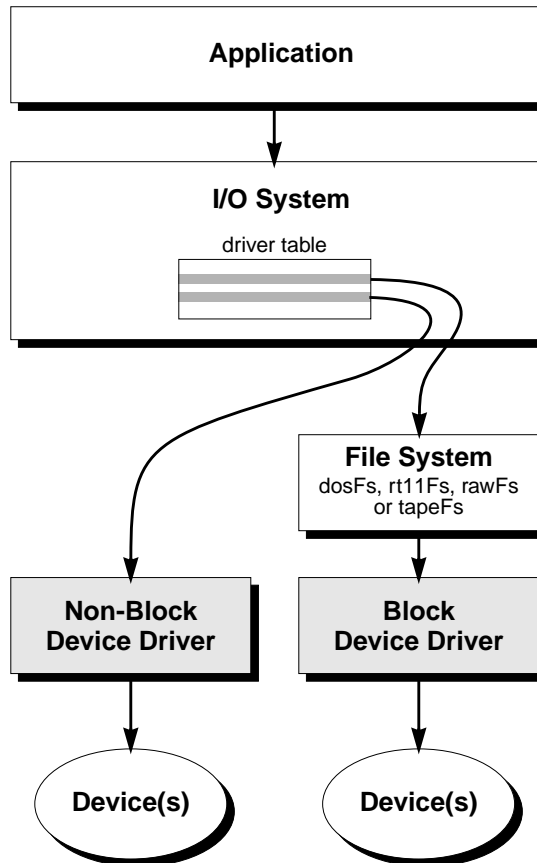 Application
I/O System
driver table
File System
dosFs, rt11Fs, rawFs
or tapeFs
Non-Block
Device Driver
Block
Device Driver
Device(s)
Device(s)